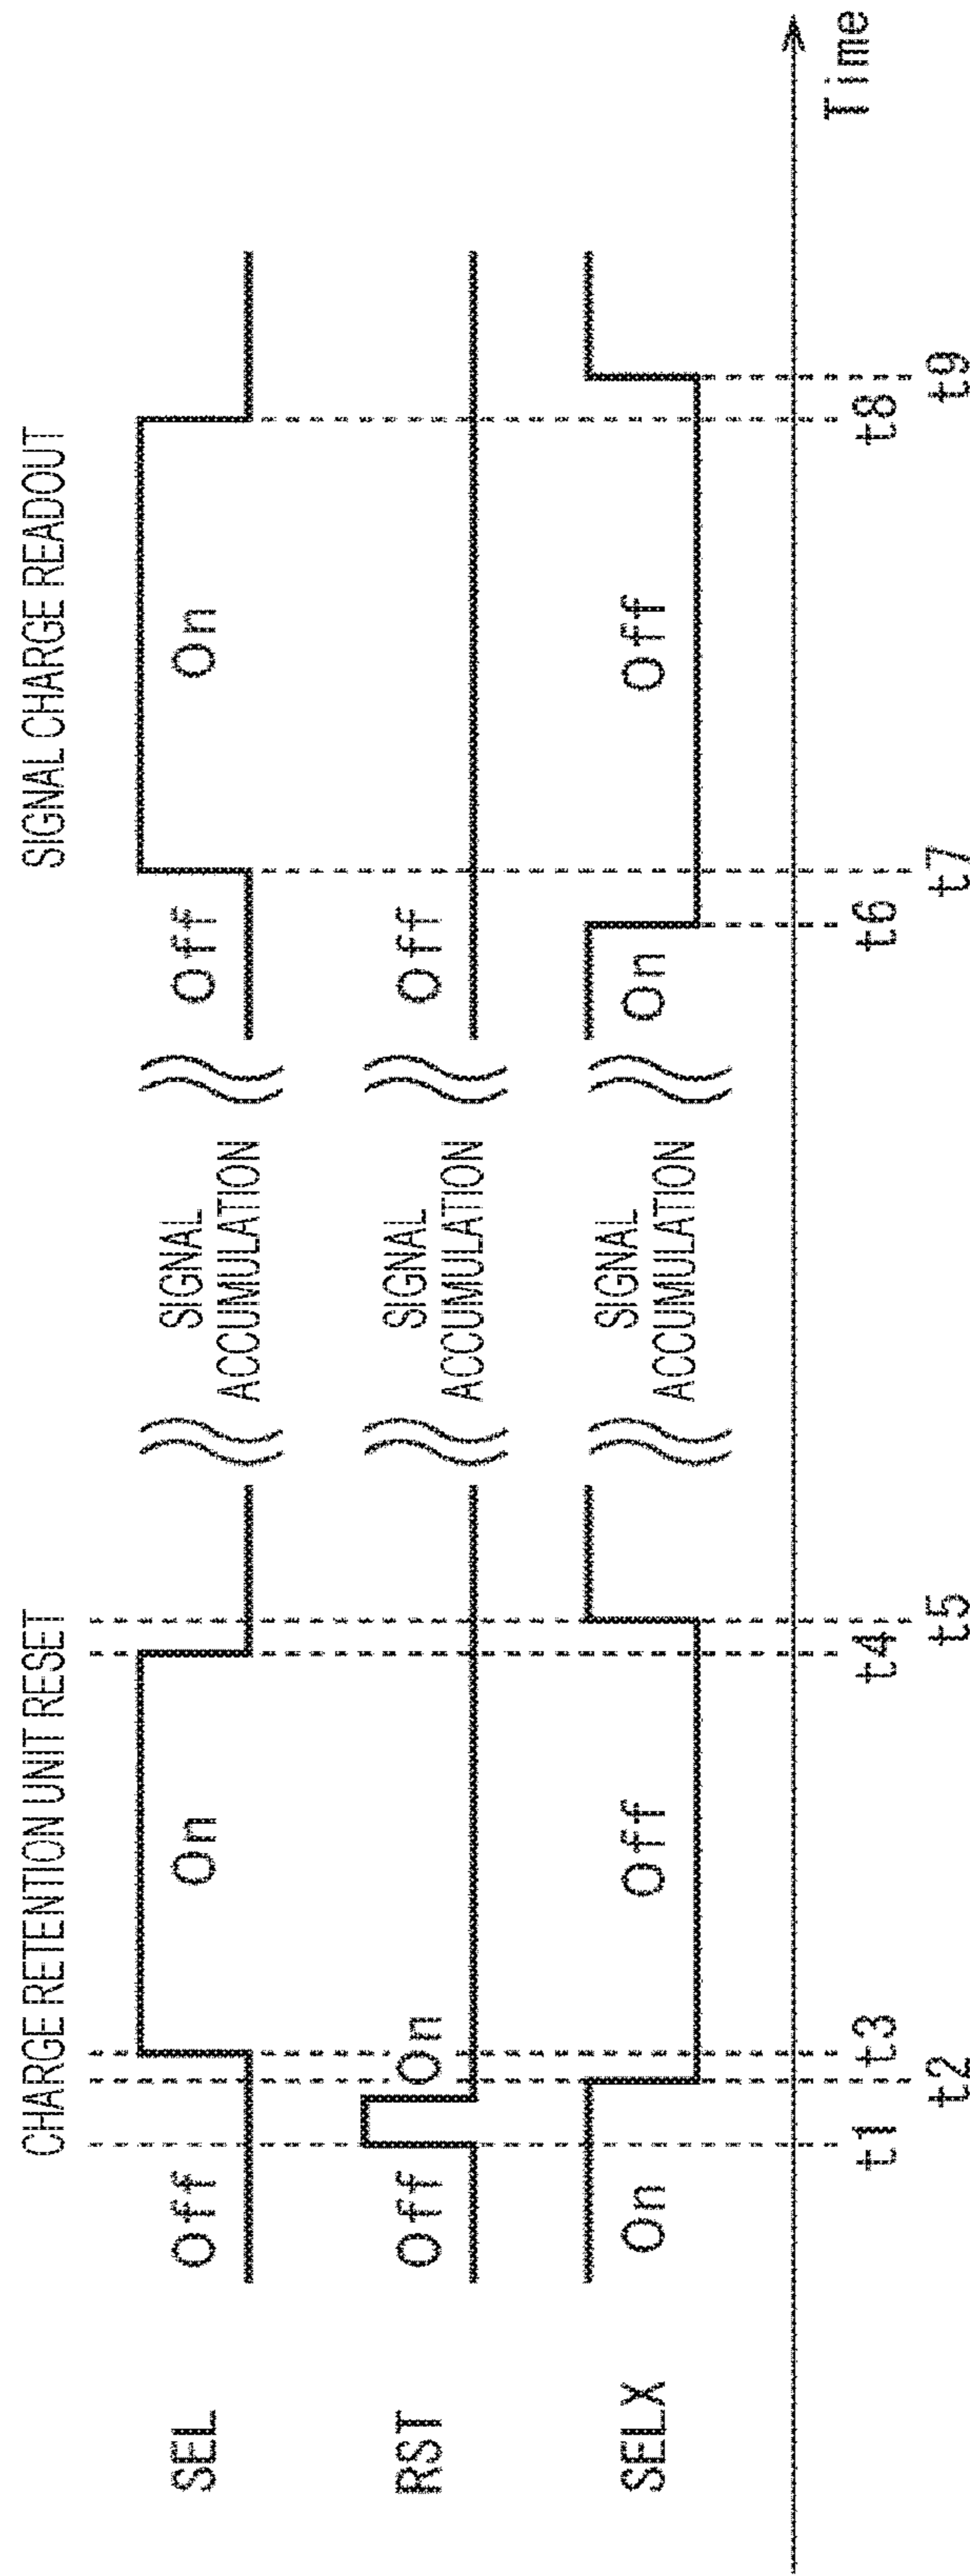 CHARGE RETENTION UNIT RESET
SIGNAL CHARGE READOUT
SEL
Off
On
SIGNAL
ACCUMULATION
Off
On
RST
Off
On
SIGNAL
ACCUMULATION
Off
SELX
On
Off
SIGNAL
ACCUMULATION
On
Off
Time
t1
t2
t3
t4
t5
t6
t7
t8
t9